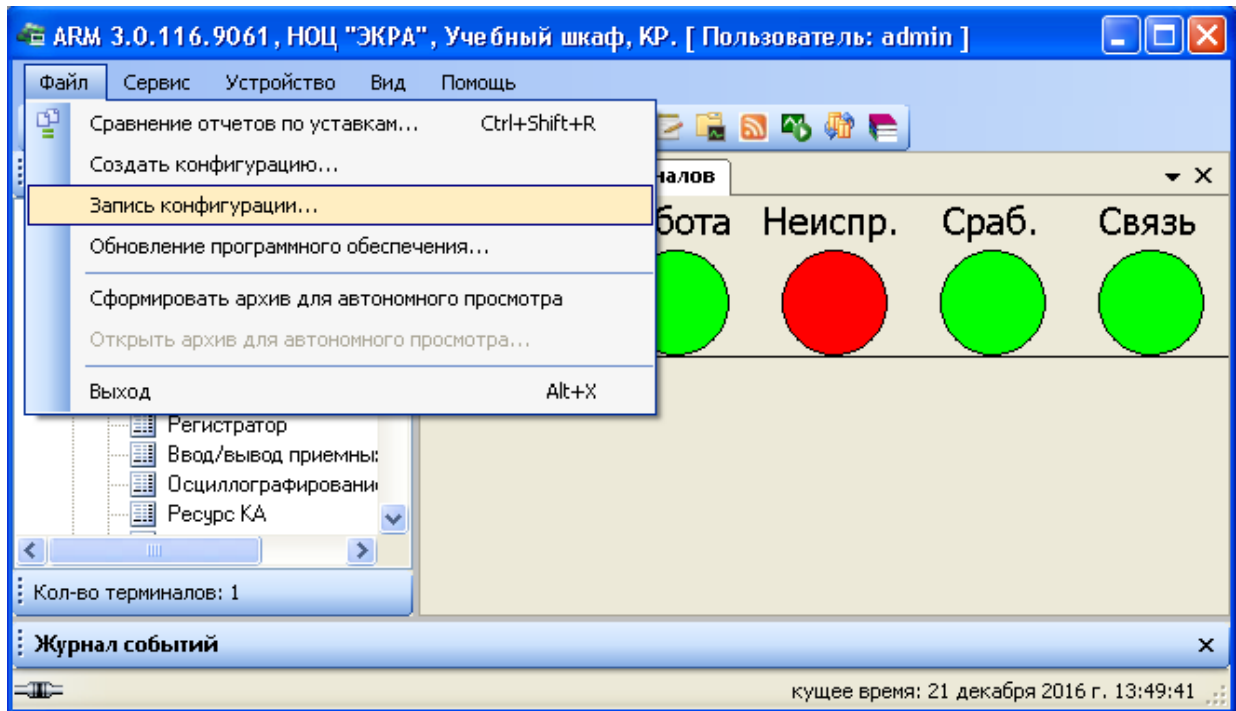 ARM 3.0.116.9061, НОЦ "ЭКРА", Учебный шкаф, КР. [ Пользователь: admin ]
Файл Сервис Устройство Вид Помощь
Сравнение отчетов по уставкам... Ctrl+Shift+R
Создать конфигурацию...
налов
Запись конфигурации...
бота Неиспр. Сраб. Связь
Обновление программного обеспечения...
Сформировать архив для автономного просмотра
Открыть архив для автономного просмотра...
Выход Alt+X
Регистратор
Ввод/вывод приемны
Осциллографировани
Ресурс КА
Кол-во терминалов: 1
Журнал событий
кущее время: 21 декабря 2016 г. 13:49:41